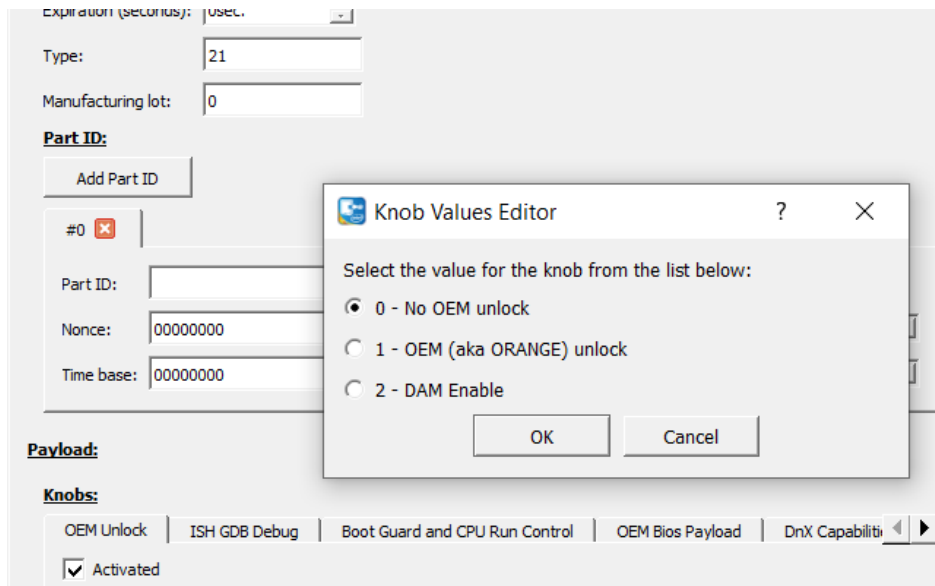 Expiration (seconds): 0sec.
Type: 21
Manufacturing lot: 0
Part ID:
Add Part ID
#0
Part ID:
Nonce: 00000000
Time base: 00000000
Knob Values Editor ?
Select the value for the knob from the list below:
0 - No OEM unlock
1 - OEM (aka ORANGE) unlock
2 - DAM Enable
OK Cancel
Payload:
Knobs:
OEM Unlock ISH GDB Debug Boot Guard and CPU Run Control OEM Bios Payload DnX Capabiliti
Activated